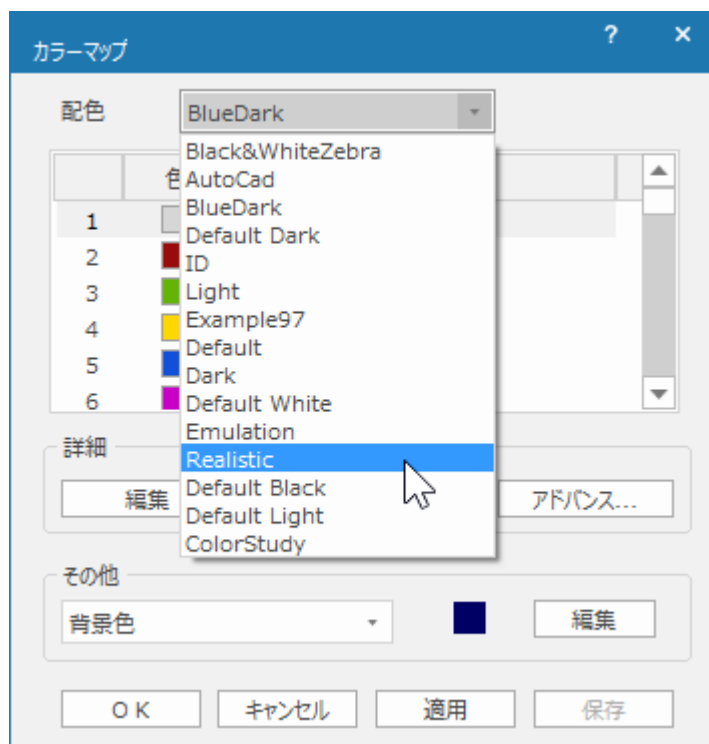 カラーマップ ? ×
配色 BlueDark
Black&WhiteZebra
AutoCad
BlueDark
Default Dark
ID
Light
Example97
Default
Dark
Default White
Emulation
Realistic
Default Black
Default Light
ColorStudy
色
1
2
3
4
5
6
詳細
編集 アドバンス...
その他
背景色 編集
OK キャンセル 適用 保存